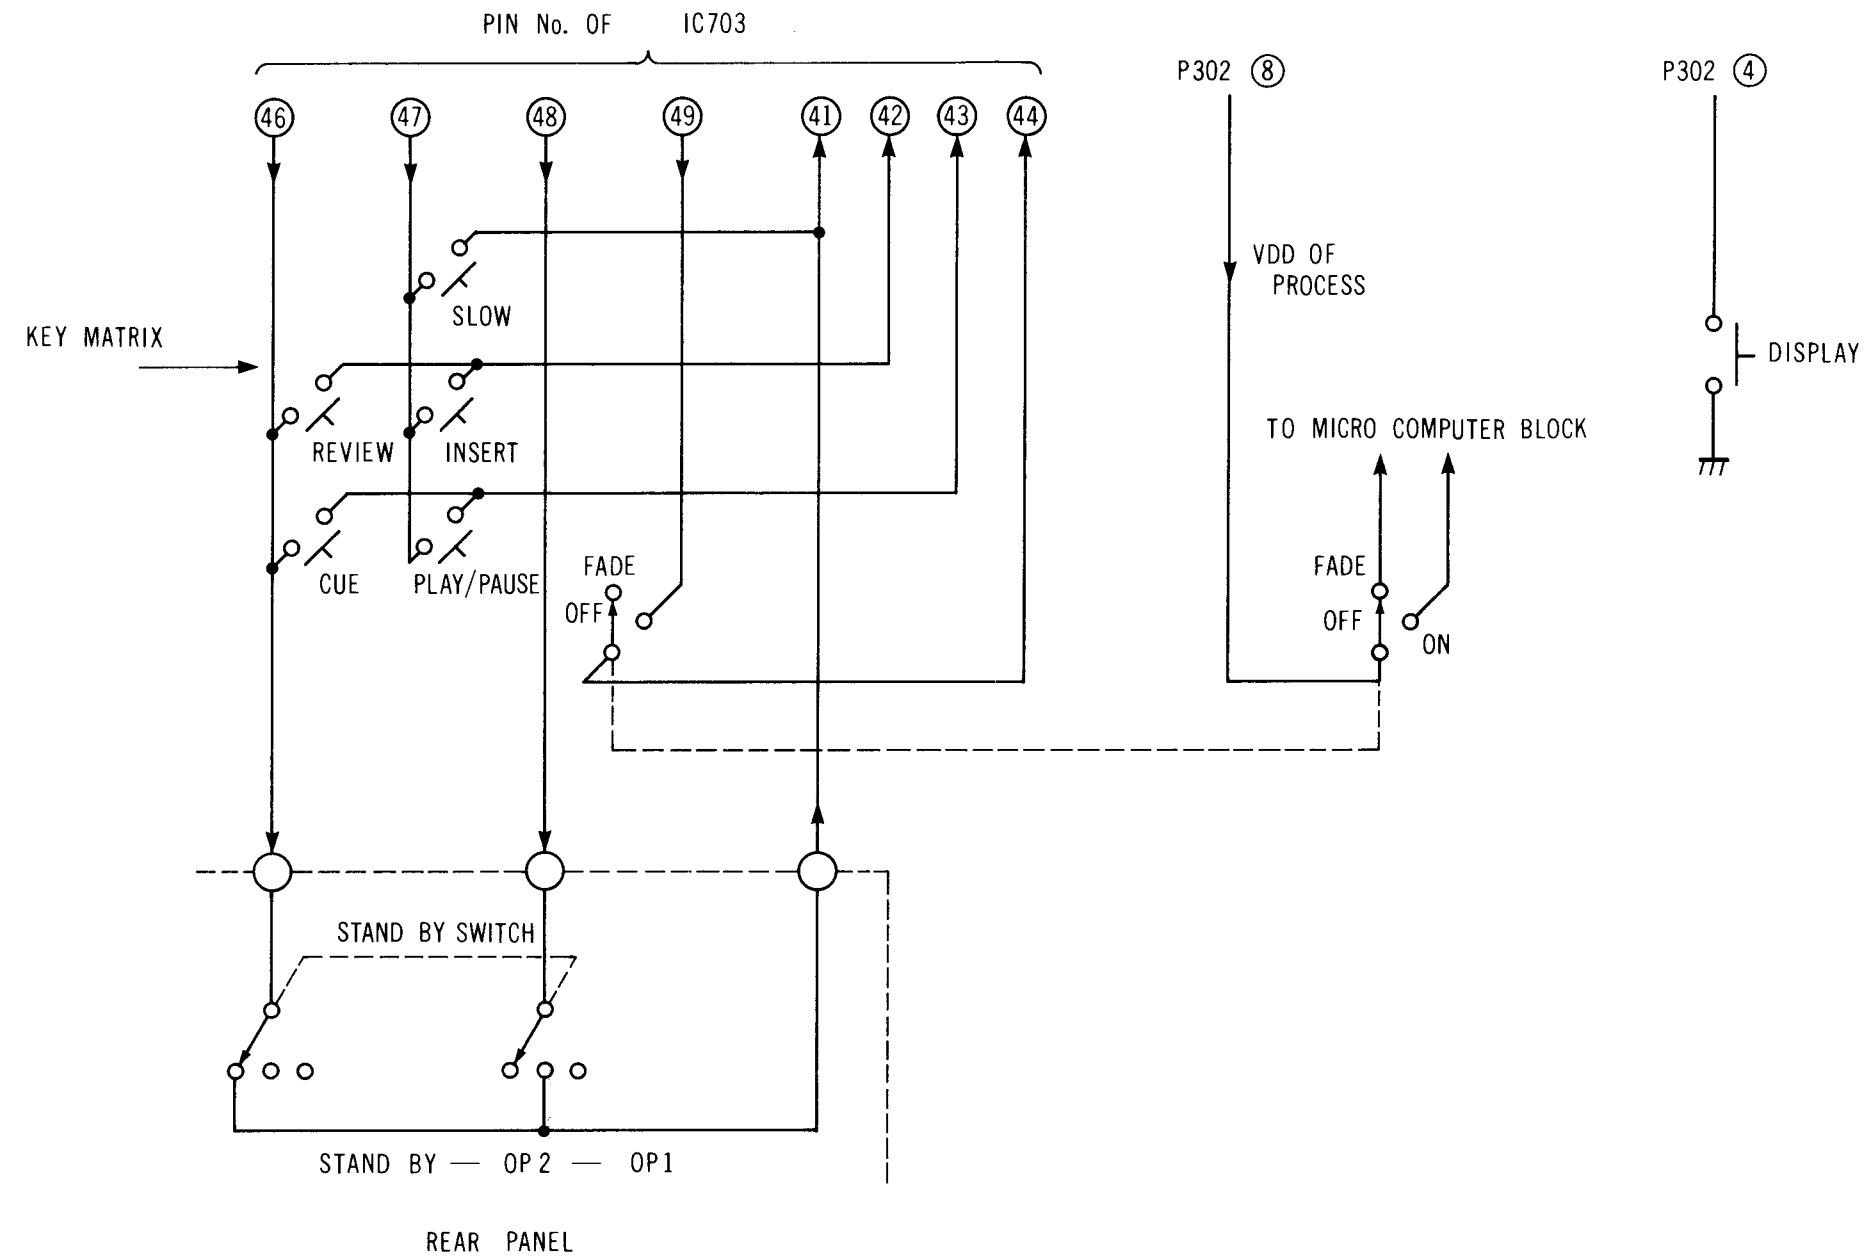 PIN No. OF IC703
P302 ⑧ P302 ④
46 47 48 49 41 42 43 44
VDD OF
PROCESS
SLOW
KEY MATRIX
DISPLAY
TO MICRO COMPUTER BLOCK
REVIEW INSERT
FADE FADE
CUE PLAY/PAUSE
OFF OFF
ON
STAND BY SWITCH
STAND BY — OP2 — OP1
REAR PANEL